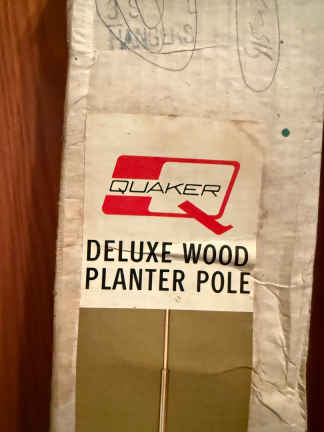 HANGERS
QUAKER
DELUXE WOOD
PLANTER POLE